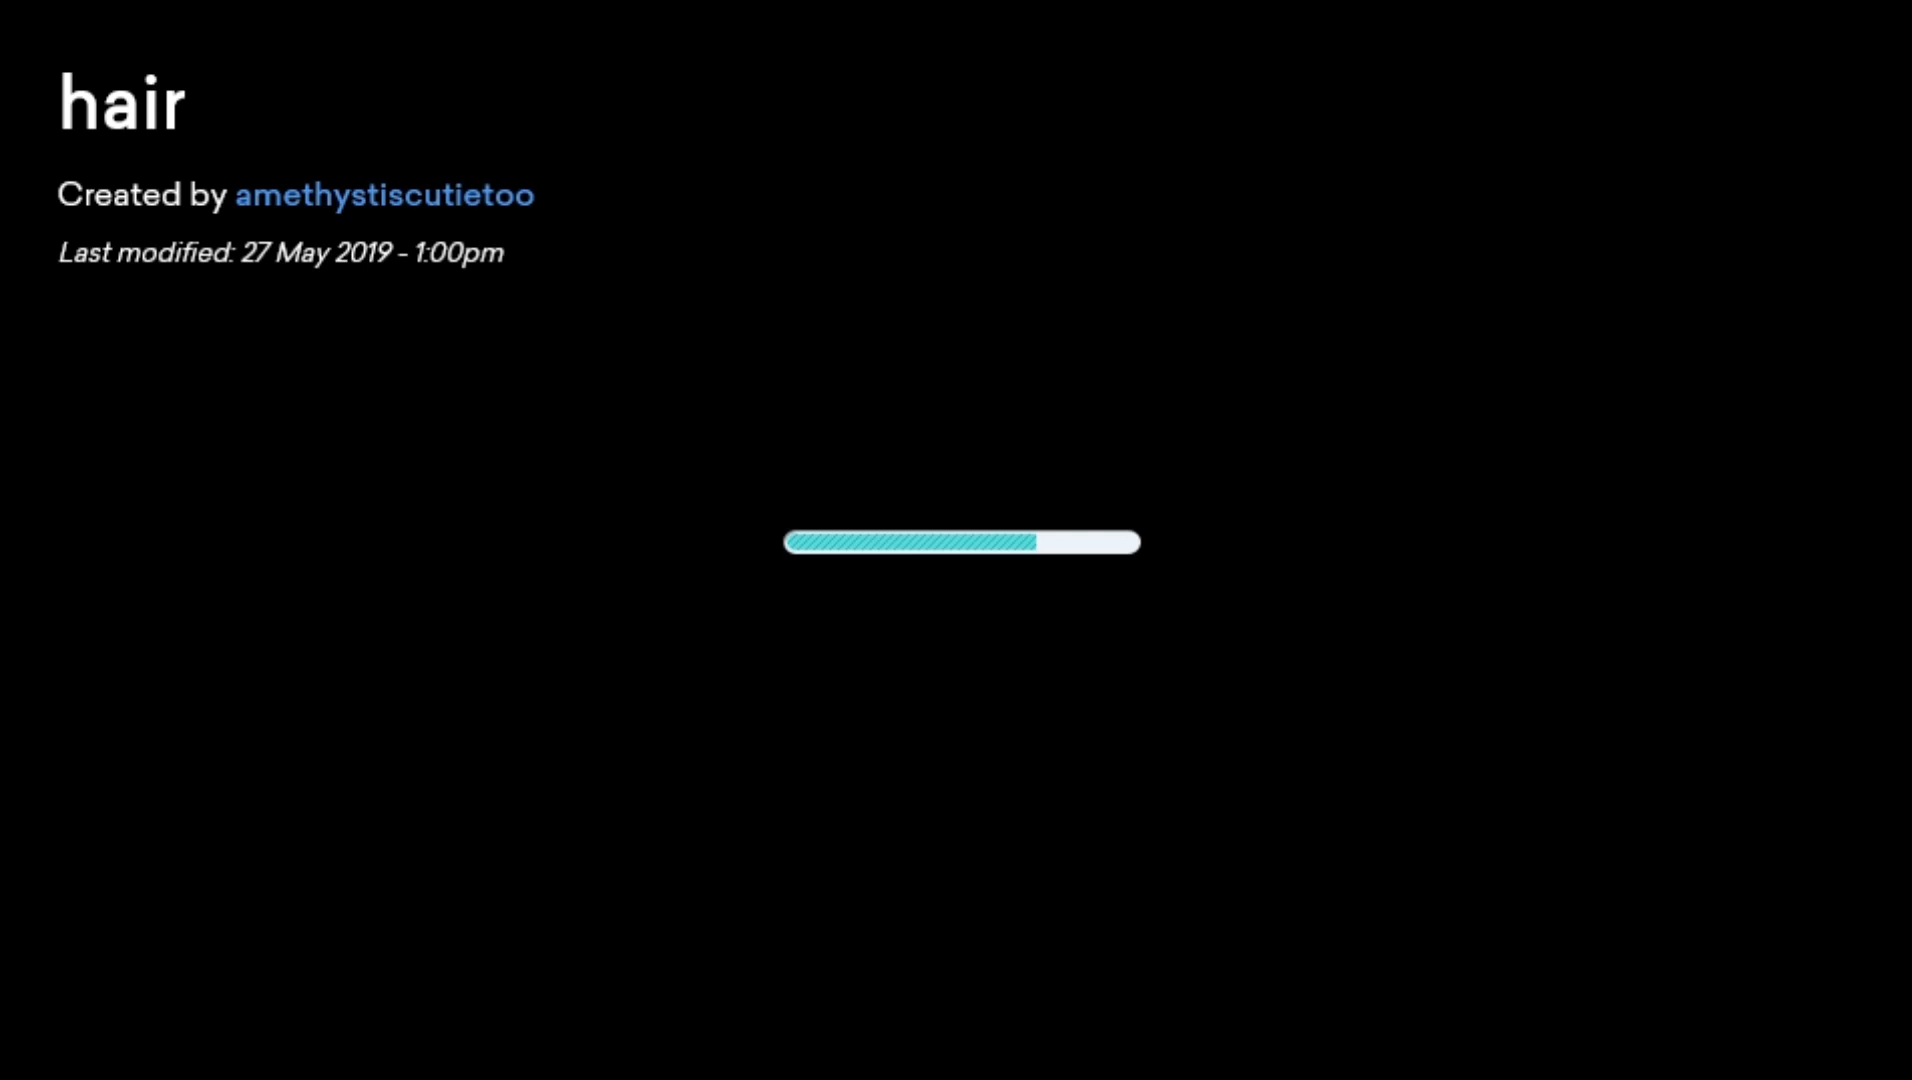 hair
Created by amethystiscutietoo
Last modified: 27 May 2019 - 1:00pm